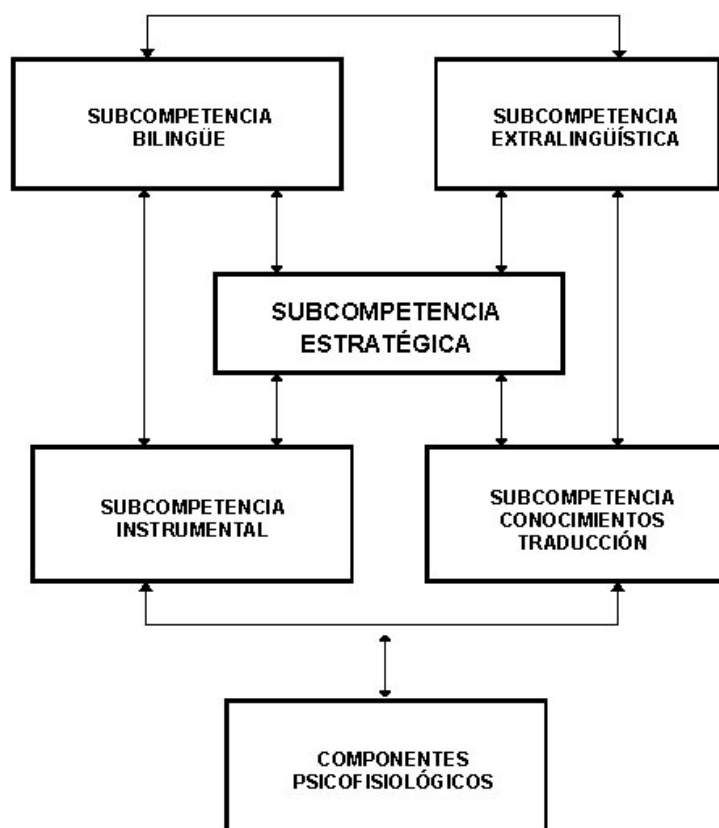 SUBCOMPETENCIA
BILINGÜE
SUBCOMPETENCIA
EXTRALINGÜÍSTICA
SUBCOMPETENCIA
ESTRATÉGICA
SUBCOMPETENCIA
INSTRUMENTAL
SUBCOMPETENCIA
CONOCIMIENTOS
TRADUCCIÓN
COMPONENTES
PSICOFISIOLÓGICOS